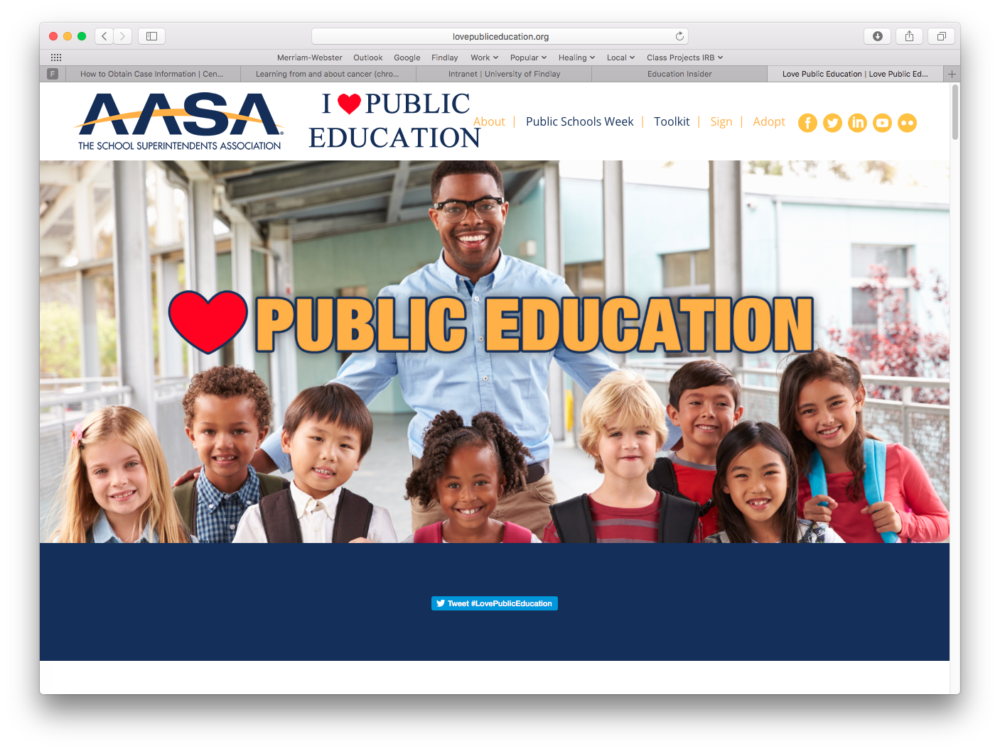 lovepubliceducation.org
Merriam-Webster Outlook Google Findlay Work Popular Healing Local Class Projects IRB
F How to Obtain Case Information | Cen... Learning from and about cancer (chro... Intranet | University of Findlay Education Insider Love Public Education | Love Public Ed...
AASA®
THE SCHOOL SUPERINTENDENTS ASSOCIATION
I ❤ PUBLIC
EDUCATION
About | Public Schools Week | Toolkit | Sign | Adopt
❤ PUBLIC EDUCATION
Tweet #LovePublicEducation